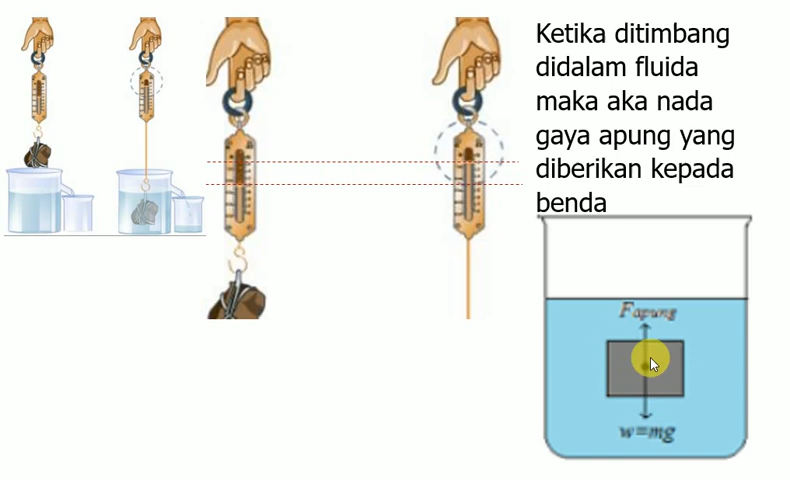 Ketika ditimbang
didalam fluida
maka aka nada
gaya apung yang
diberikan kepada
benda
Fapung
w=mg